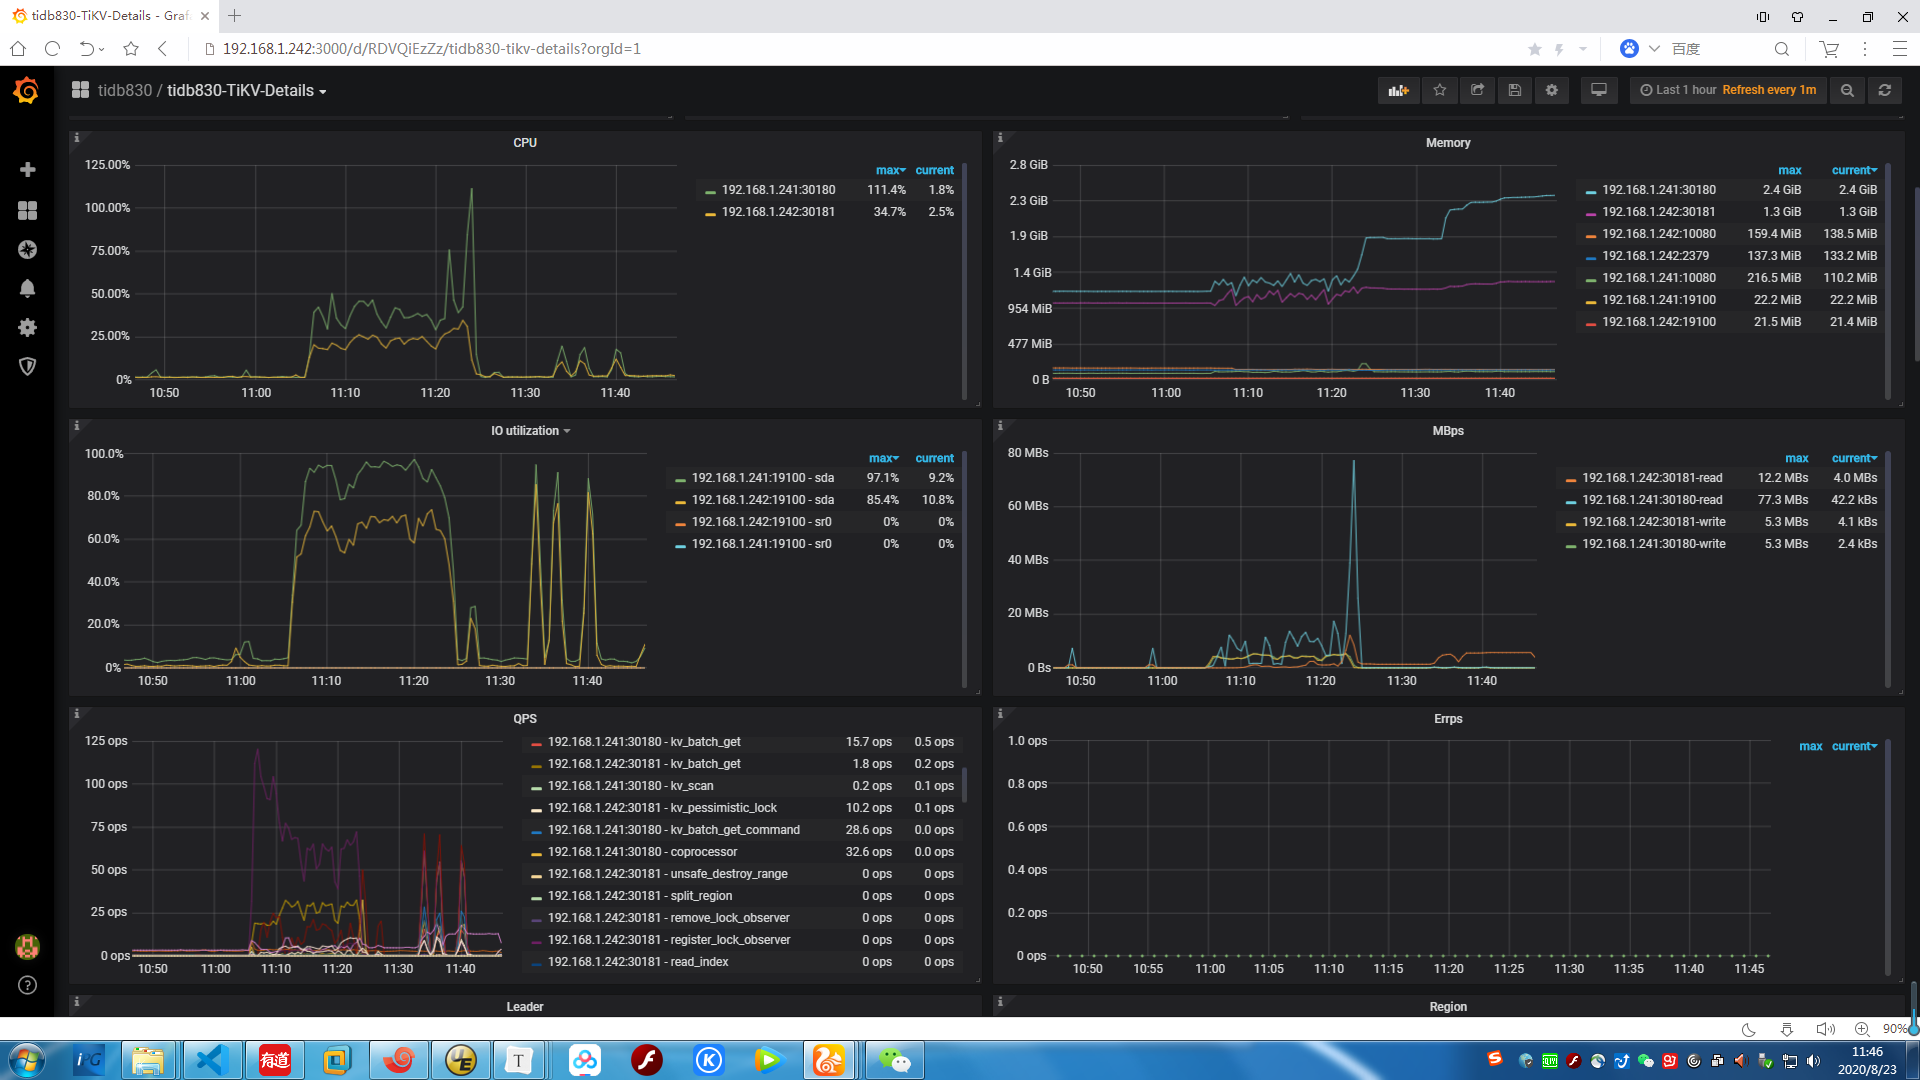 tidb830-TiKV-Details - Graf
192.168.1.242:3000/d/RDVQiEzZz/tidb830-tikv-details?orgId=1
百度
tidb830 / tidb830-TiKV-Details
Last 1 hour Refresh every 1m
CPU
125.00%
100.00%
75.00%
50.00%
25.00%
0%
10:50 11:00 11:10 11:20 11:30 11:40
max current
192.168.1.241:30180 111.4% 1.8%
192.168.1.242:30181 34.7% 2.5%
Memory
2.8 GiB
2.3 GiB
1.9 GiB
1.4 GiB
954 MiB
477 MiB
0 B
10:50 11:00 11:10 11:20 11:30 11:40
max current
192.168.1.241:30180 2.4 GiB 2.4 GiB
192.168.1.242:30181 1.3 GiB 1.3 GiB
192.168.1.242:10080 159.4 MiB 138.5 MiB
192.168.1.242:2379 137.3 MiB 133.2 MiB
192.168.1.241:10080 216.5 MiB 110.2 MiB
192.168.1.241:19100 22.2 MiB 22.2 MiB
192.168.1.242:19100 21.5 MiB 21.4 MiB
IO utilization
100.0%
80.0%
60.0%
40.0%
20.0%
0%
10:50 11:00 11:10 11:20 11:30 11:40
max current
192.168.1.241:19100 - sda 97.1% 9.2%
192.168.1.242:19100 - sda 85.4% 10.8%
192.168.1.242:19100 - sr0 0% 0%
192.168.1.241:19100 - sr0 0% 0%
MBps
80 MBs
60 MBs
40 MBs
20 MBs
0 Bs
10:50 11:00 11:10 11:20 11:30 11:40
max current
192.168.1.242:30181-read 12.2 MBs 4.0 MBs
192.168.1.241:30180-read 77.3 MBs 42.2 kBs
192.168.1.242:30181-write 5.3 MBs 4.1 kBs
192.168.1.241:30180-write 5.3 MBs 2.4 kBs
QPS
125 ops
100 ops
75 ops
50 ops
25 ops
0 ops
10:50 11:00 11:10 11:20 11:30 11:40
192.168.1.241:30180 - kv_batch_get 15.7 ops 0.5 ops
192.168.1.242:30181 - kv_batch_get 1.8 ops 0.2 ops
192.168.1.241:30180 - kv_scan 0.2 ops 0.1 ops
192.168.1.242:30181 - kv_pessimistic_lock 10.2 ops 0.1 ops
192.168.1.241:30180 - kv_batch_get_command 28.6 ops 0.0 ops
192.168.1.241:30180 - coprocessor 32.6 ops 0.0 ops
192.168.1.242:30181 - unsafe_destroy_range 0 ops 0 ops
192.168.1.242:30181 - split_region 0 ops 0 ops
192.168.1.242:30181 - remove_lock_observer 0 ops 0 ops
192.168.1.242:30181 - register_lock_observer 0 ops 0 ops
192.168.1.242:30181 - read_index 0 ops 0 ops
Errps
1.0 ops
0.8 ops
0.6 ops
0.4 ops
0.2 ops
0 ops
10:50 10:55 11:00 11:05 11:10 11:15 11:20 11:25 11:30 11:35 11:40 11:45
max current
Leader
Region
90%
iPG
有道
UE
T
K
11:46
2020/8/23